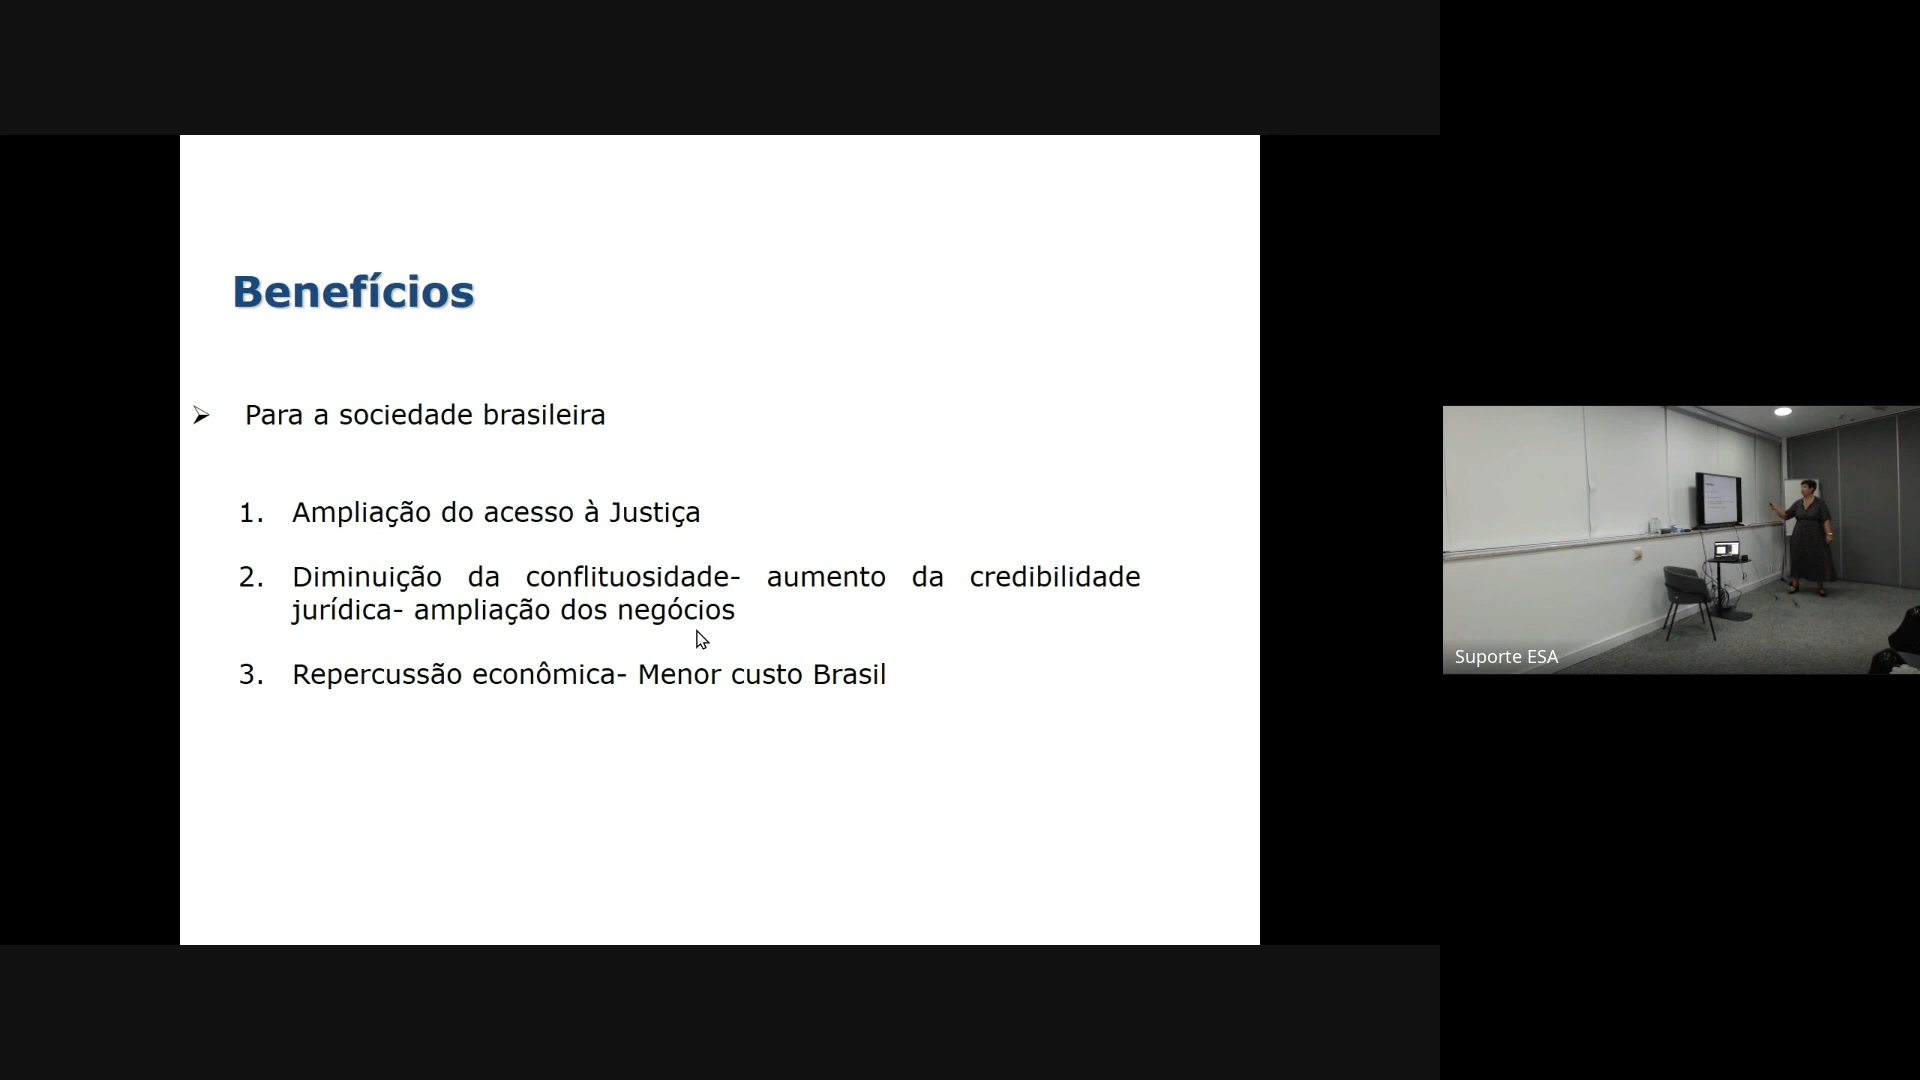 Benefícios
➢ Para a sociedade brasileira
1. Ampliação do acesso à Justiça
2. Diminuição da conflituosidade- aumento da credibilidade
jurídica- ampliação dos negócios
3. Repercussão econômica- Menor custo Brasil
Suporte ESA